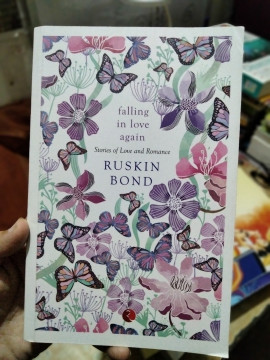 falling
in love
again
Stories of Love and Romance
RUSKIN
BOND